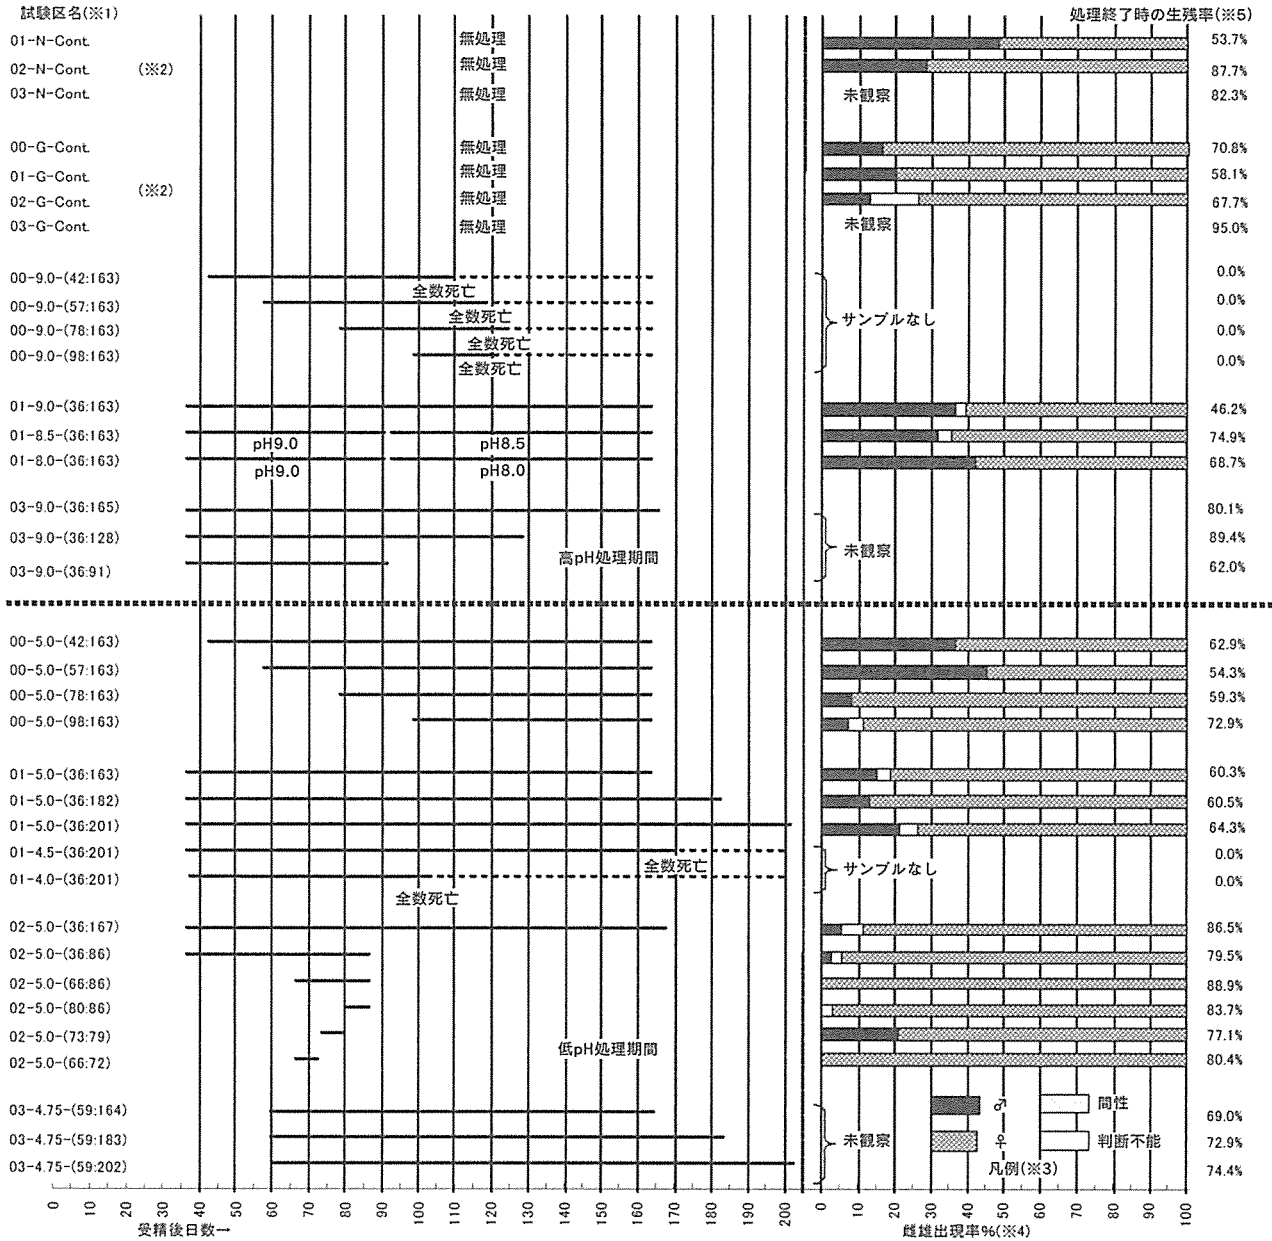 試験区名(※1) 処理終了時の生残率(※5)
01-N-Cont. 無処理 53.7%
02-N-Cont. (※2) 無処理 87.7%
03-N-Cont. 無処理 未観察 82.3%
00-G-Cont. 無処理 70.8%
01-G-Cont. 無処理 58.1%
(※2)
02-G-Cont. 無処理 67.7%
03-G-Cont. 無処理 未観察 95.0%
00-9.0-(42:163) 0.0%
全数死亡
00-9.0-(57:163) 0.0%
全数死亡 サンプルなし
00-9.0-(78:163) 0.0%
全数死亡
00-9.0-(98:163) 0.0%
全数死亡
01-9.0-(36:163) 46.2%
01-8.5-(36:163) 74.9%
pH9.0 pH8.5
01-8.0-(36:163) 68.7%
pH9.0 pH8.0
03-9.0-(36:165) 80.1%
03-9.0-(36:128) 89.4%
高pH処理期間 未観察
03-9.0-(36:91) 62.0%
00-5.0-(42:163) 62.9%
00-5.0-(57:163) 54.3%
00-5.0-(78:163) 59.3%
00-5.0-(98:163) 72.9%
01-5.0-(36:163) 60.3%
01-5.0-(36:182) 60.5%
01-5.0-(36:201) 64.3%
01-4.5-(36:201) 0.0%
全数死亡 サンプルなし
01-4.0-(36:201) 0.0%
全数死亡
02-5.0-(36:167) 86.5%
02-5.0-(36:86) 79.5%
02-5.0-(66:86) 88.9%
02-5.0-(80:86) 83.7%
02-5.0-(73:79) 77.1%
低pH処理期間
02-5.0-(66:72) 80.4%
03-4.75-(59:164) ♂ 間性 69.0%
03-4.75-(59:183) 未観察 ♀ 判断不能 72.9%
03-4.75-(59:202) 凡例(※3) 74.4%
0 10 20 30 40 50 60 70 80 90 100 110 120 130 140 150 160 170 180 190 200 0 10 20 30 40 50 60 70 80 90 100
受精後日数→ 雌雄出現率%(※4)